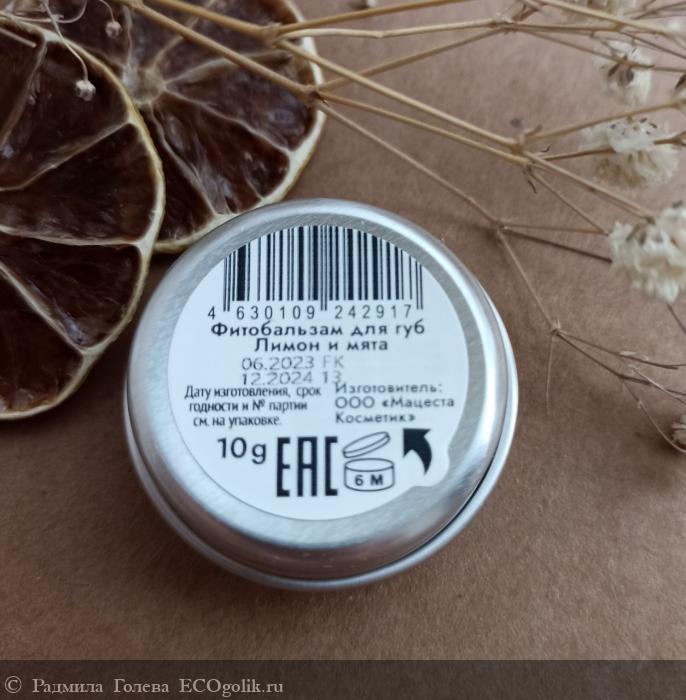 4 630109 242917
Фитобальзам для губ
Лимон и мята
06.2023 FK
12.2024 13
Дату изготовления, срок
годности и № партии
см. на упаковке.
Изготовитель:
ООО «Мацеста
Косметик»
10g EAC
6 M
© Радмила Голева ECOgolik.ru